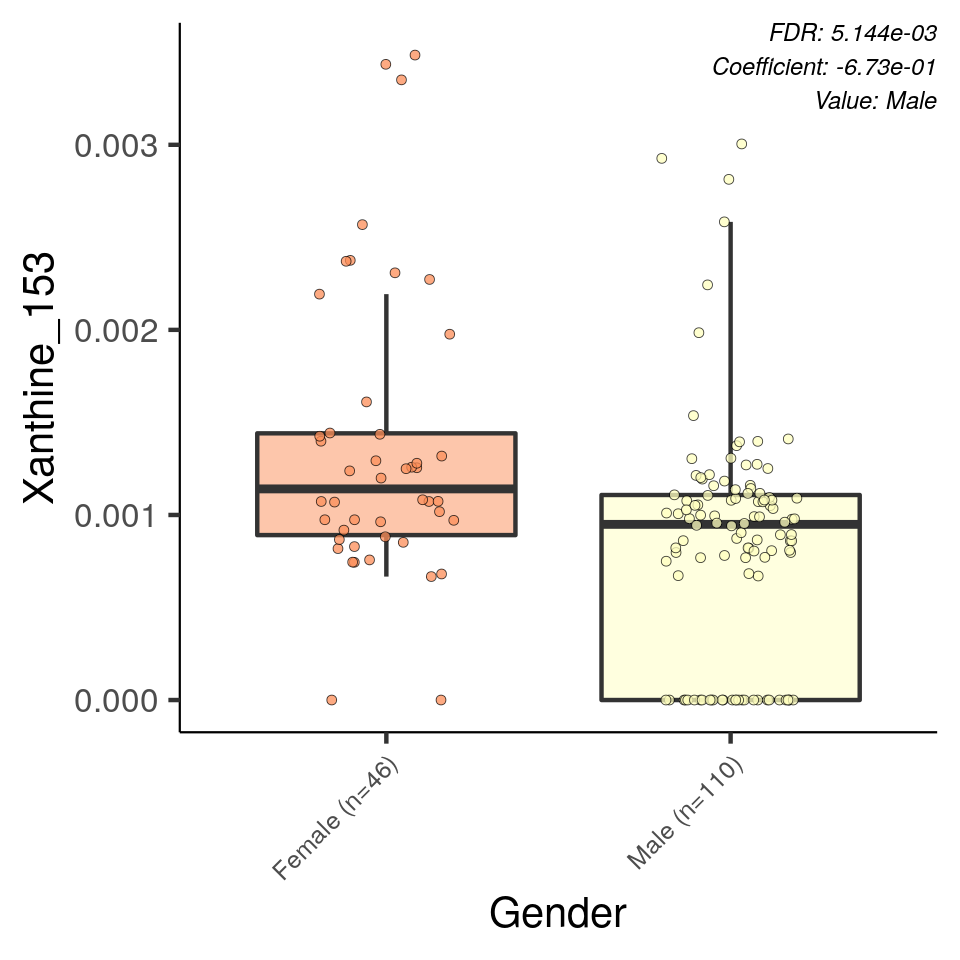 FDR: 5.144e-03
Coefficient: -6.73e-01
Value: Male
Xanthine_153
0.003
0.002
0.001
0.000
Female (n=46)
Male (n=110)
Gender